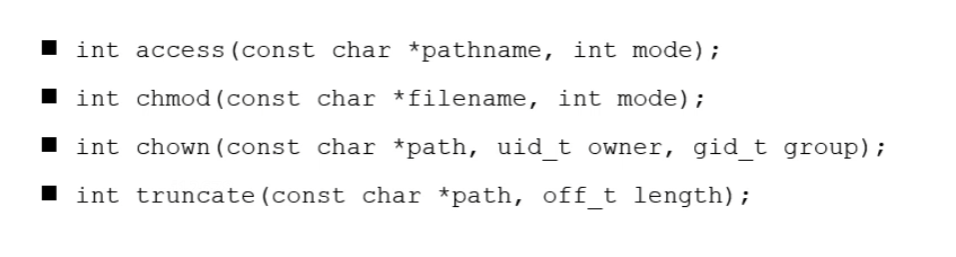 ■ int access(const char *pathname, int mode);
■ int chmod(const char *filename, int mode);
■ int chown(const char *path, uid_t owner, gid_t group);
■ int truncate(const char *path, off_t length);